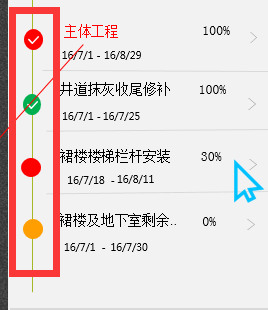 主体工程 100%
16/7/1 - 16/8/29
井道抹灰收尾修补 100%
16/7/1 - 16/7/25
裙楼楼梯栏杆安装 80%
16/7/18 - 16/8/11
裙楼及地下室剩余.. 0%
16/7/1 - 16/7/30